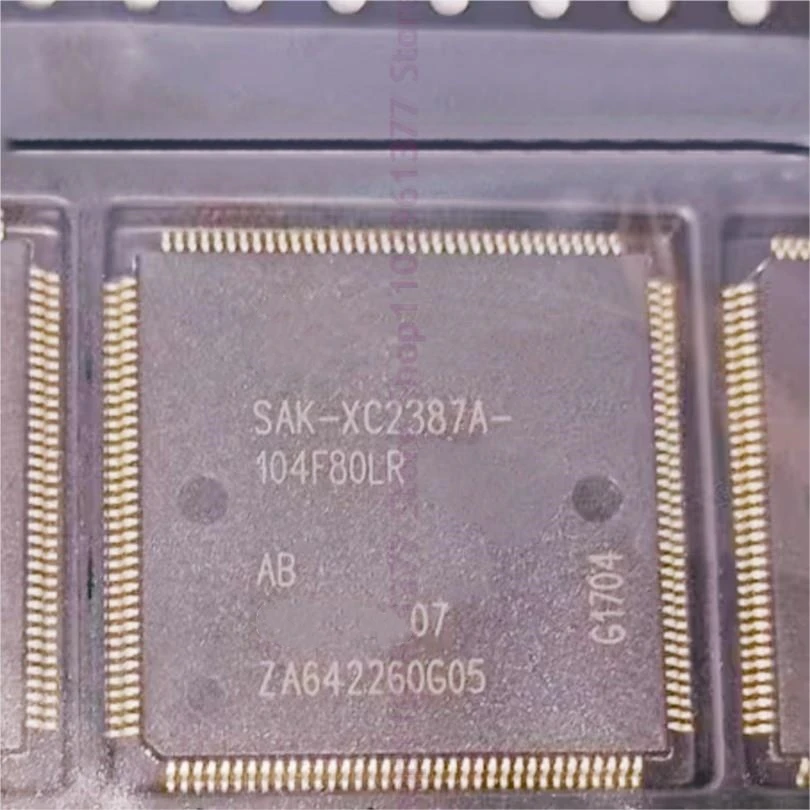 SAK-XC2387A-
104F80LR
AB
07
ZA642260G05
G1704